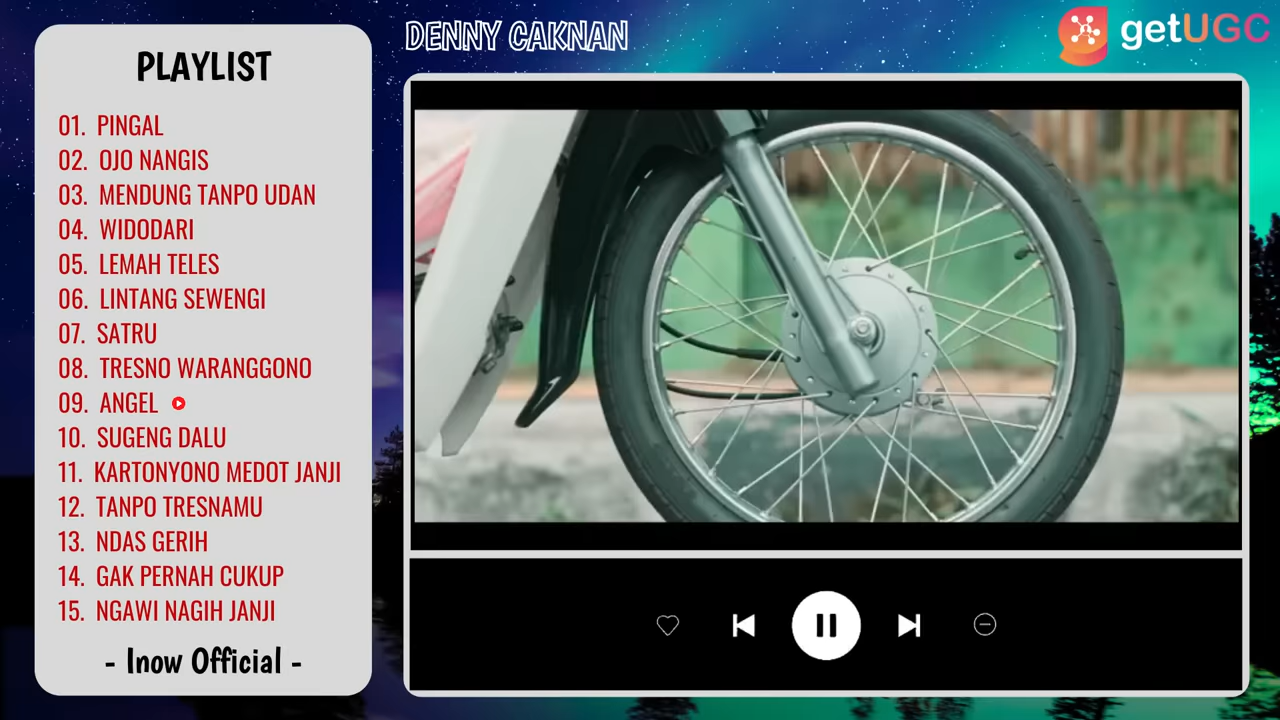 PLAYLIST
01. PINGAL
02. OJO NANGIS
03. MENDUNG TANPO UDAN
04. WIDODARI
05. LEMAH TELES
06. LINTANG SEWENGI
07. SATRU
08. TRESNO WARANGGONO
09. ANGEL
10. SUGENG DALU
11. KARTONYONO MEDOT JANJI
12. TANPO TRESNAMU
13. NDAS GERIH
14. GAK PERNAH CUKUP
15. NGAWI NAGIH JANJI
- Inow Official -
DENNY CAKNAN
getUGC